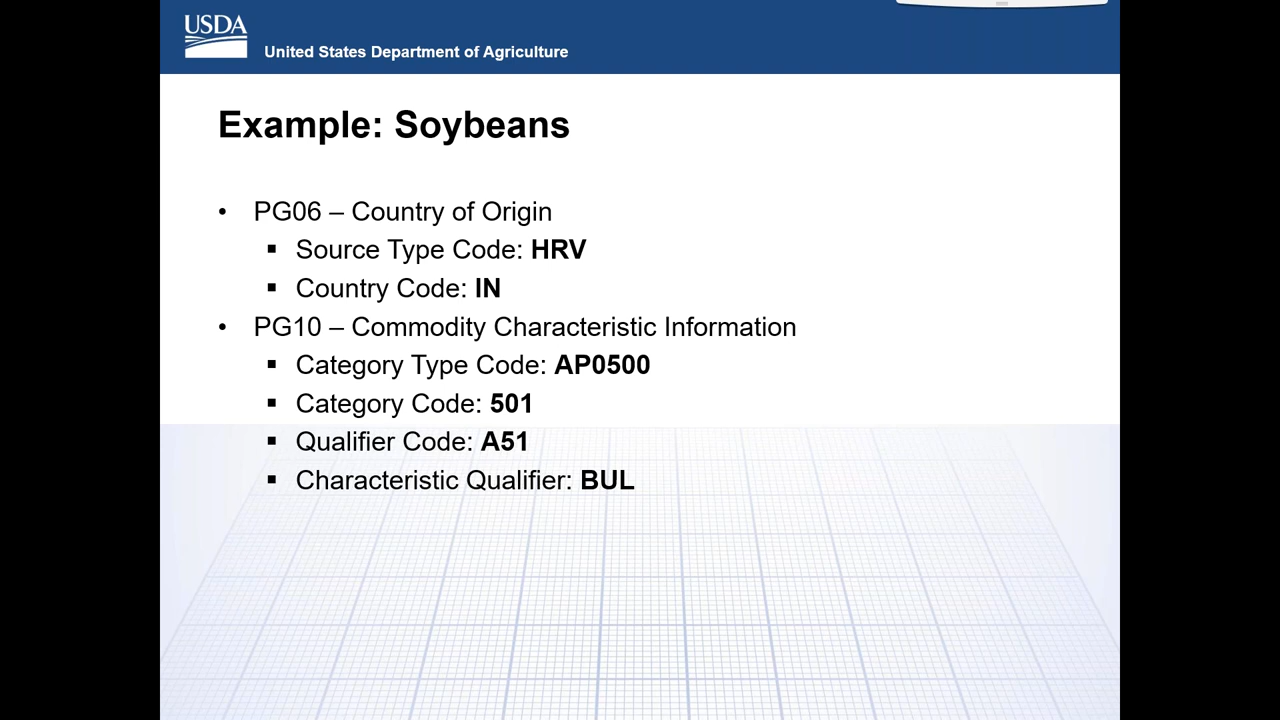 USDA
United States Department of Agriculture
Example: Soybeans
• PG06 – Country of Origin
▪ Source Type Code: HRV
▪ Country Code: IN
• PG10 – Commodity Characteristic Information
▪ Category Type Code: AP0500
▪ Category Code: 501
▪ Qualifier Code: A51
▪ Characteristic Qualifier: BUL